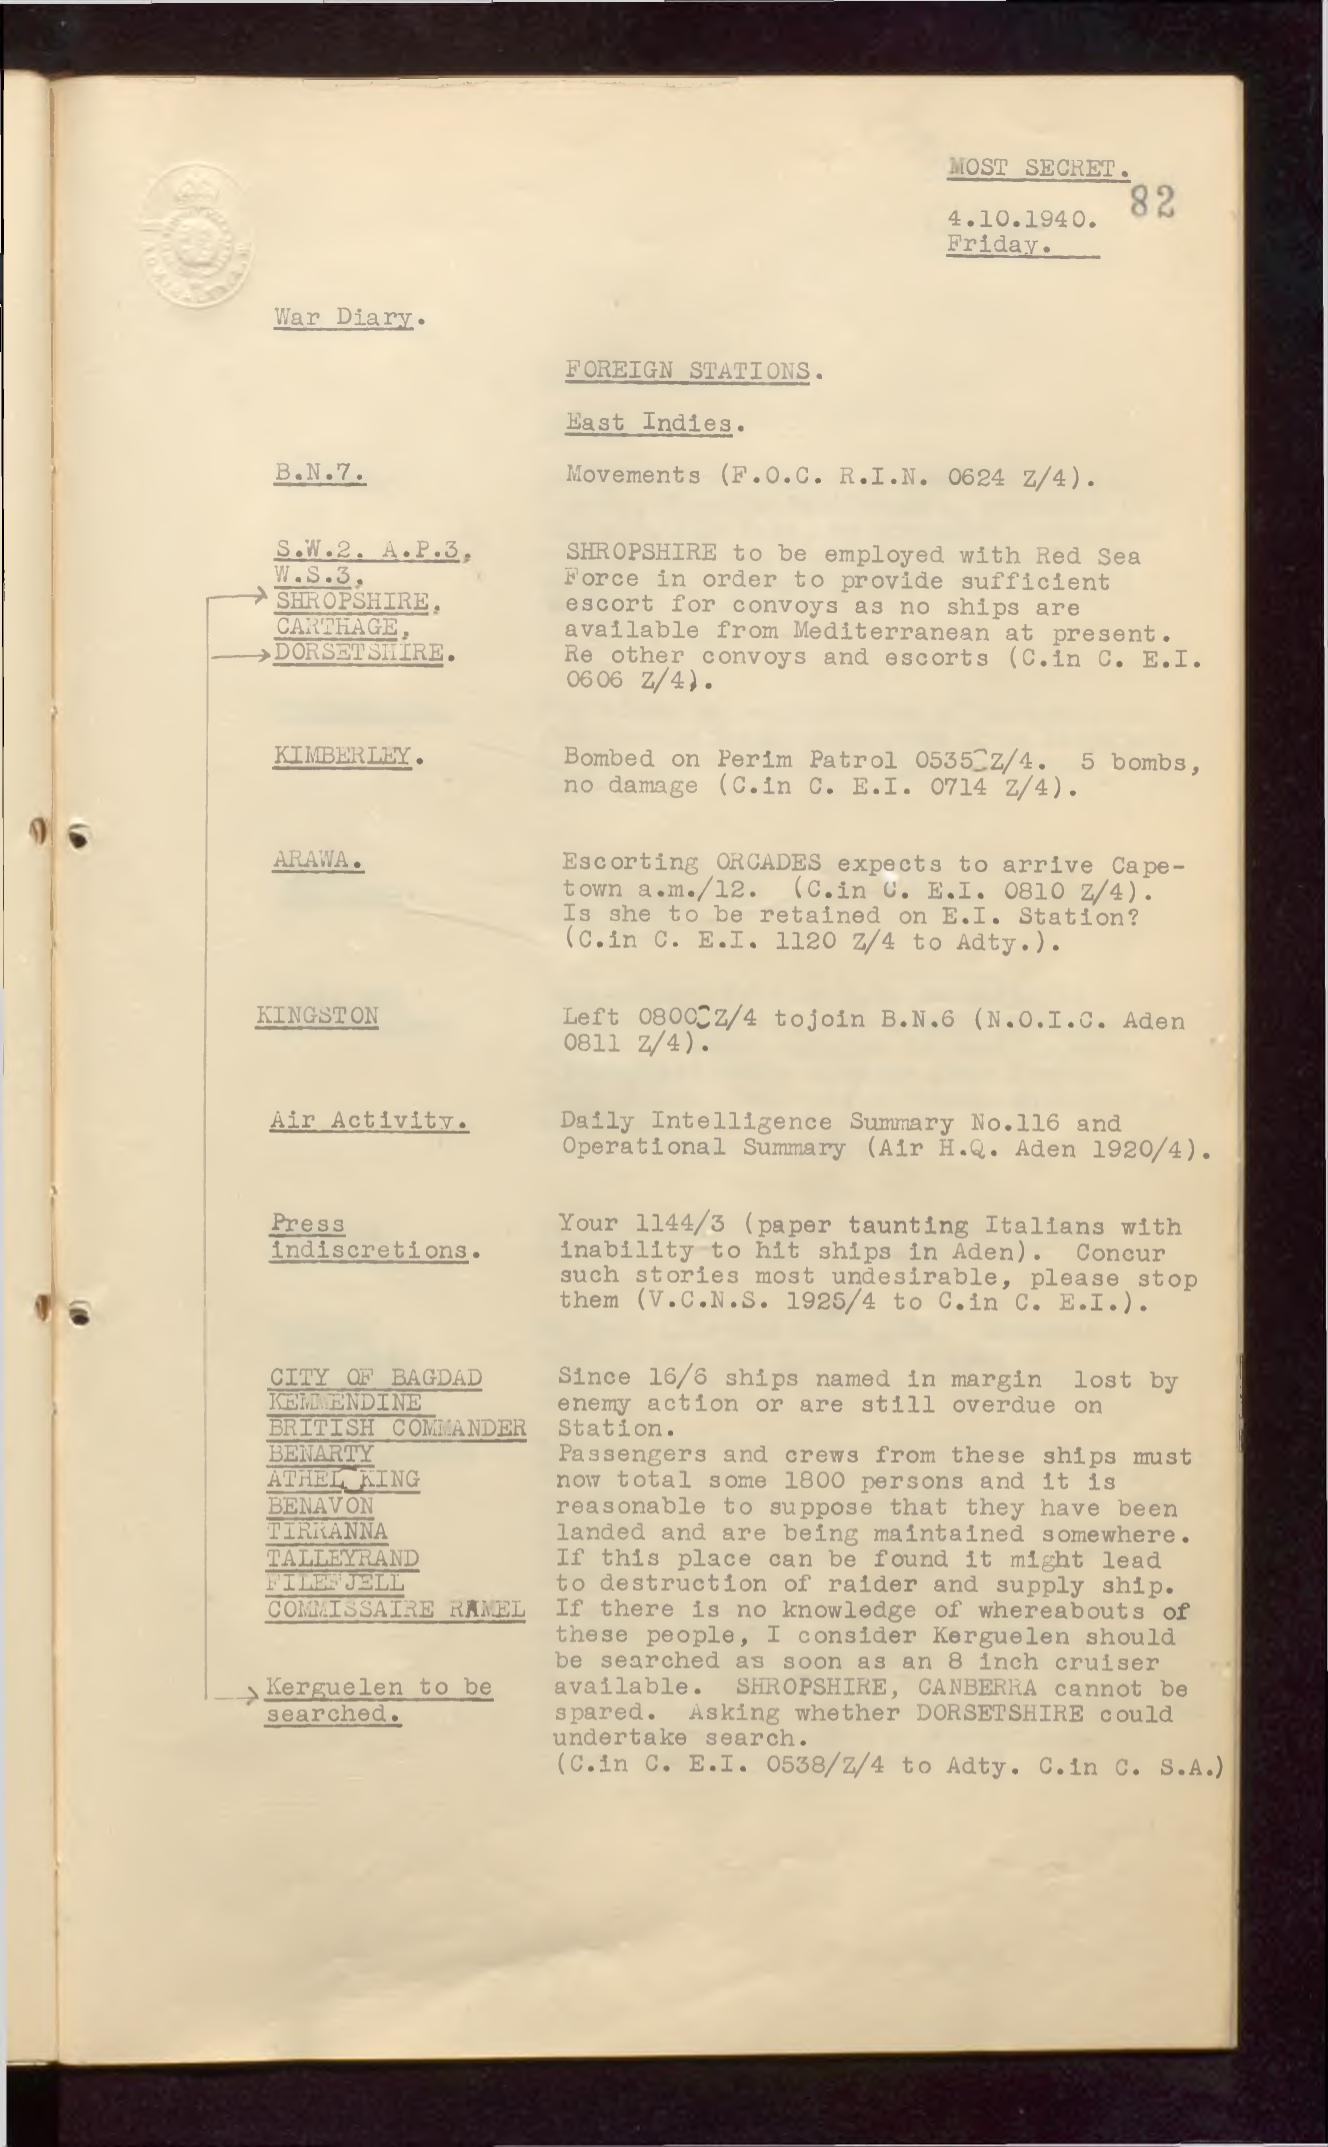 MOST SECRET.
82
4.10.1940.
Friday.
War Diary.
FOREIGN STATIONS.
East Indies.
B.N.7.
Movements (F.O.C. R.I.N. 0624 Z/4).
S.W.2. A.P.3,
W.S.3,
SHROPSHIRE,
CARTHAGE,
DORSETSHIRE.
SHROPSHIRE to be employed with Red Sea
Force in order to provide sufficient
escort for convoys as no ships are
available from Mediterranean at present.
Re other convoys and escorts (C.in C. E.I.
0606 Z/4).
KIMBERLEY.
Bombed on Perim Patrol 0535 Z/4. 5 bombs,
no damage (C.in C. E.I. 0714 Z/4).
ARAWA.
Escorting ORCADES expects to arrive Cape-
town a.m./12. (C.in C. E.I. 0810 Z/4).
Is she to be retained on E.I. Station?
(C.in C. E.I. 1120 Z/4 to Adty.).
KINGSTON
Left 0800 Z/4 tojoin B.N.6 (N.O.I.C. Aden
0811 Z/4).
Air Activity.
Daily Intelligence Summary No.116 and
Operational Summary (Air H.Q. Aden 1920/4).
Press
indiscretions.
Your 1144/3 (paper taunting Italians with
inability to hit ships in Aden). Concur
such stories most undesirable, please stop
them (V.C.N.S. 1925/4 to C.in C. E.I.).
CITY OF BAGDAD
KEMMENDINE
BRITISH COMMANDER
BENARTY
ATHEL KING
BENAVON
TIRRANNA
TALLEYRAND
FILEFJELL
COMMISSAIRE RAMEL
Kerguelen to be
searched.
Since 16/6 ships named in margin lost by
enemy action or are still overdue on
Station.
Passengers and crews from these ships must
now total some 1800 persons and it is
reasonable to suppose that they have been
landed and are being maintained somewhere.
If this place can be found it might lead
to destruction of raider and supply ship.
If there is no knowledge of whereabouts of
these people, I consider Kerguelen should
be searched as soon as an 8 inch cruiser
available. SHROPSHIRE, CANBERRA cannot be
spared. Asking whether DORSETSHIRE could
undertake search.
(C.in C. E.I. 0538/Z/4 to Adty. C.in C. S.A.)